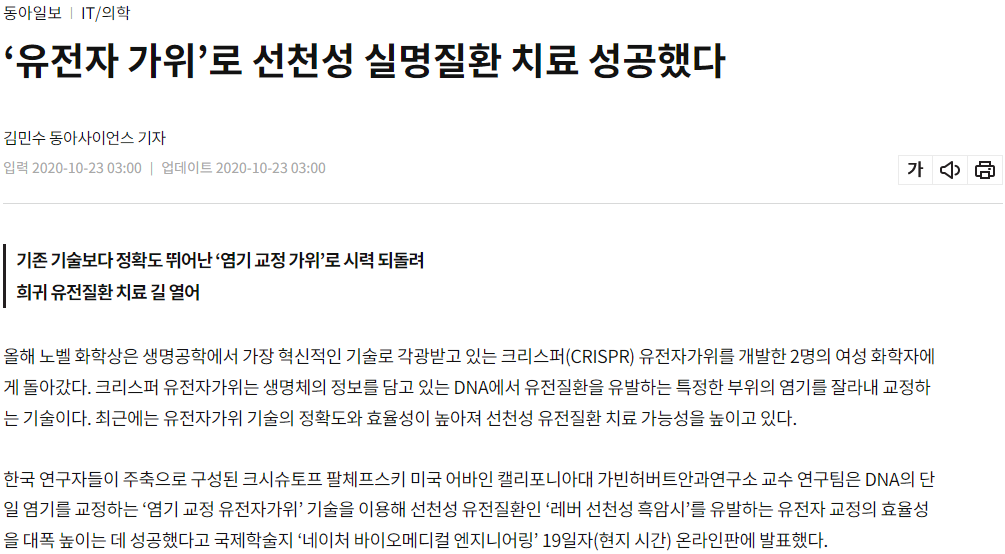 동아일보 | IT/의학
‘유전자 가위’로 선천성 실명질환 치료 성공했다
김민수 동아사이언스 기자
입력 2020-10-23 03:00 | 업데이트 2020-10-23 03:00
가
기존 기술보다 정확도 뛰어난 ‘염기 교정 가위’로 시력 되돌려
희귀 유전질환 치료 길 열어
올해 노벨 화학상은 생명공학에서 가장 혁신적인 기술로 각광받고 있는 크리스퍼(CRISPR) 유전자가위를 개발한 2명의 여성 화학자에
게 돌아갔다. 크리스퍼 유전자가위는 생명체의 정보를 담고 있는 DNA에서 유전질환을 유발하는 특정한 부위의 염기를 잘라내 교정하
는 기술이다. 최근에는 유전자가위 기술의 정확도와 효율성이 높아져 선천성 유전질환 치료 가능성을 높이고 있다.
한국 연구자들이 주축으로 구성된 크시슈토프 팔체프스키 미국 어바인 캘리포니아대 가빈허버트안과연구소 교수 연구팀은 DNA의 단
일 염기를 교정하는 ‘염기 교정 유전자가위’ 기술을 이용해 선천성 유전질환인 ‘레버 선천성 흑암시’를 유발하는 유전자 교정의 효율성
을 대폭 높이는 데 성공했다고 국제학술지 ‘네이처 바이오메디컬 엔지니어링’ 19일자(현지 시간) 온라인판에 발표했다.